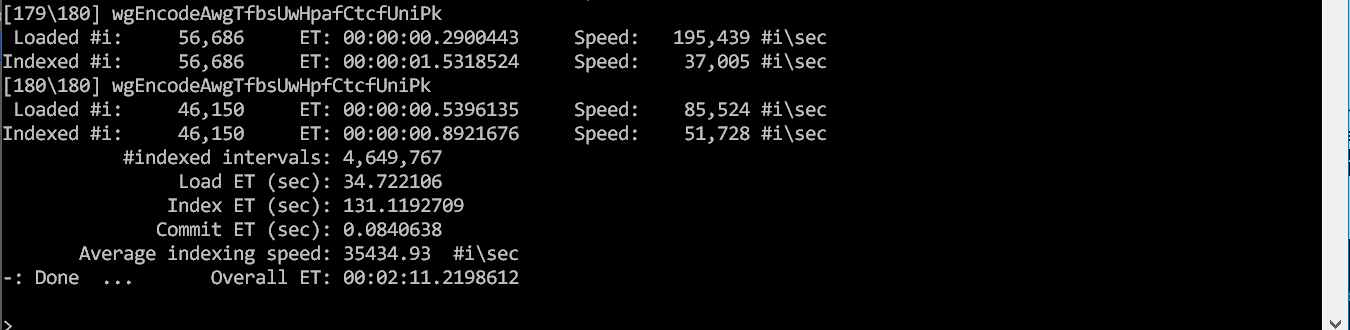 [179\180] wgEncodeAwgTfbsUwHpafCtcfUniPk
Loaded #i: 56,686 ET: 00:00:00.2900443 Speed: 195,439 #i\sec
Indexed #i: 56,686 ET: 00:00:01.5318524 Speed: 37,005 #i\sec
[180\180] wgEncodeAwgTfbsUwHpfCtcfUniPk
Loaded #i: 46,150 ET: 00:00:00.5396135 Speed: 85,524 #i\sec
Indexed #i: 46,150 ET: 00:00:00.8921676 Speed: 51,728 #i\sec
#indexed intervals: 4,649,767
Load ET (sec): 34.722106
Index ET (sec): 131.1192709
Commit ET (sec): 0.0840638
Average indexing speed: 35434.93 #i\sec
-: Done ... Overall ET: 00:02:11.2198612
>